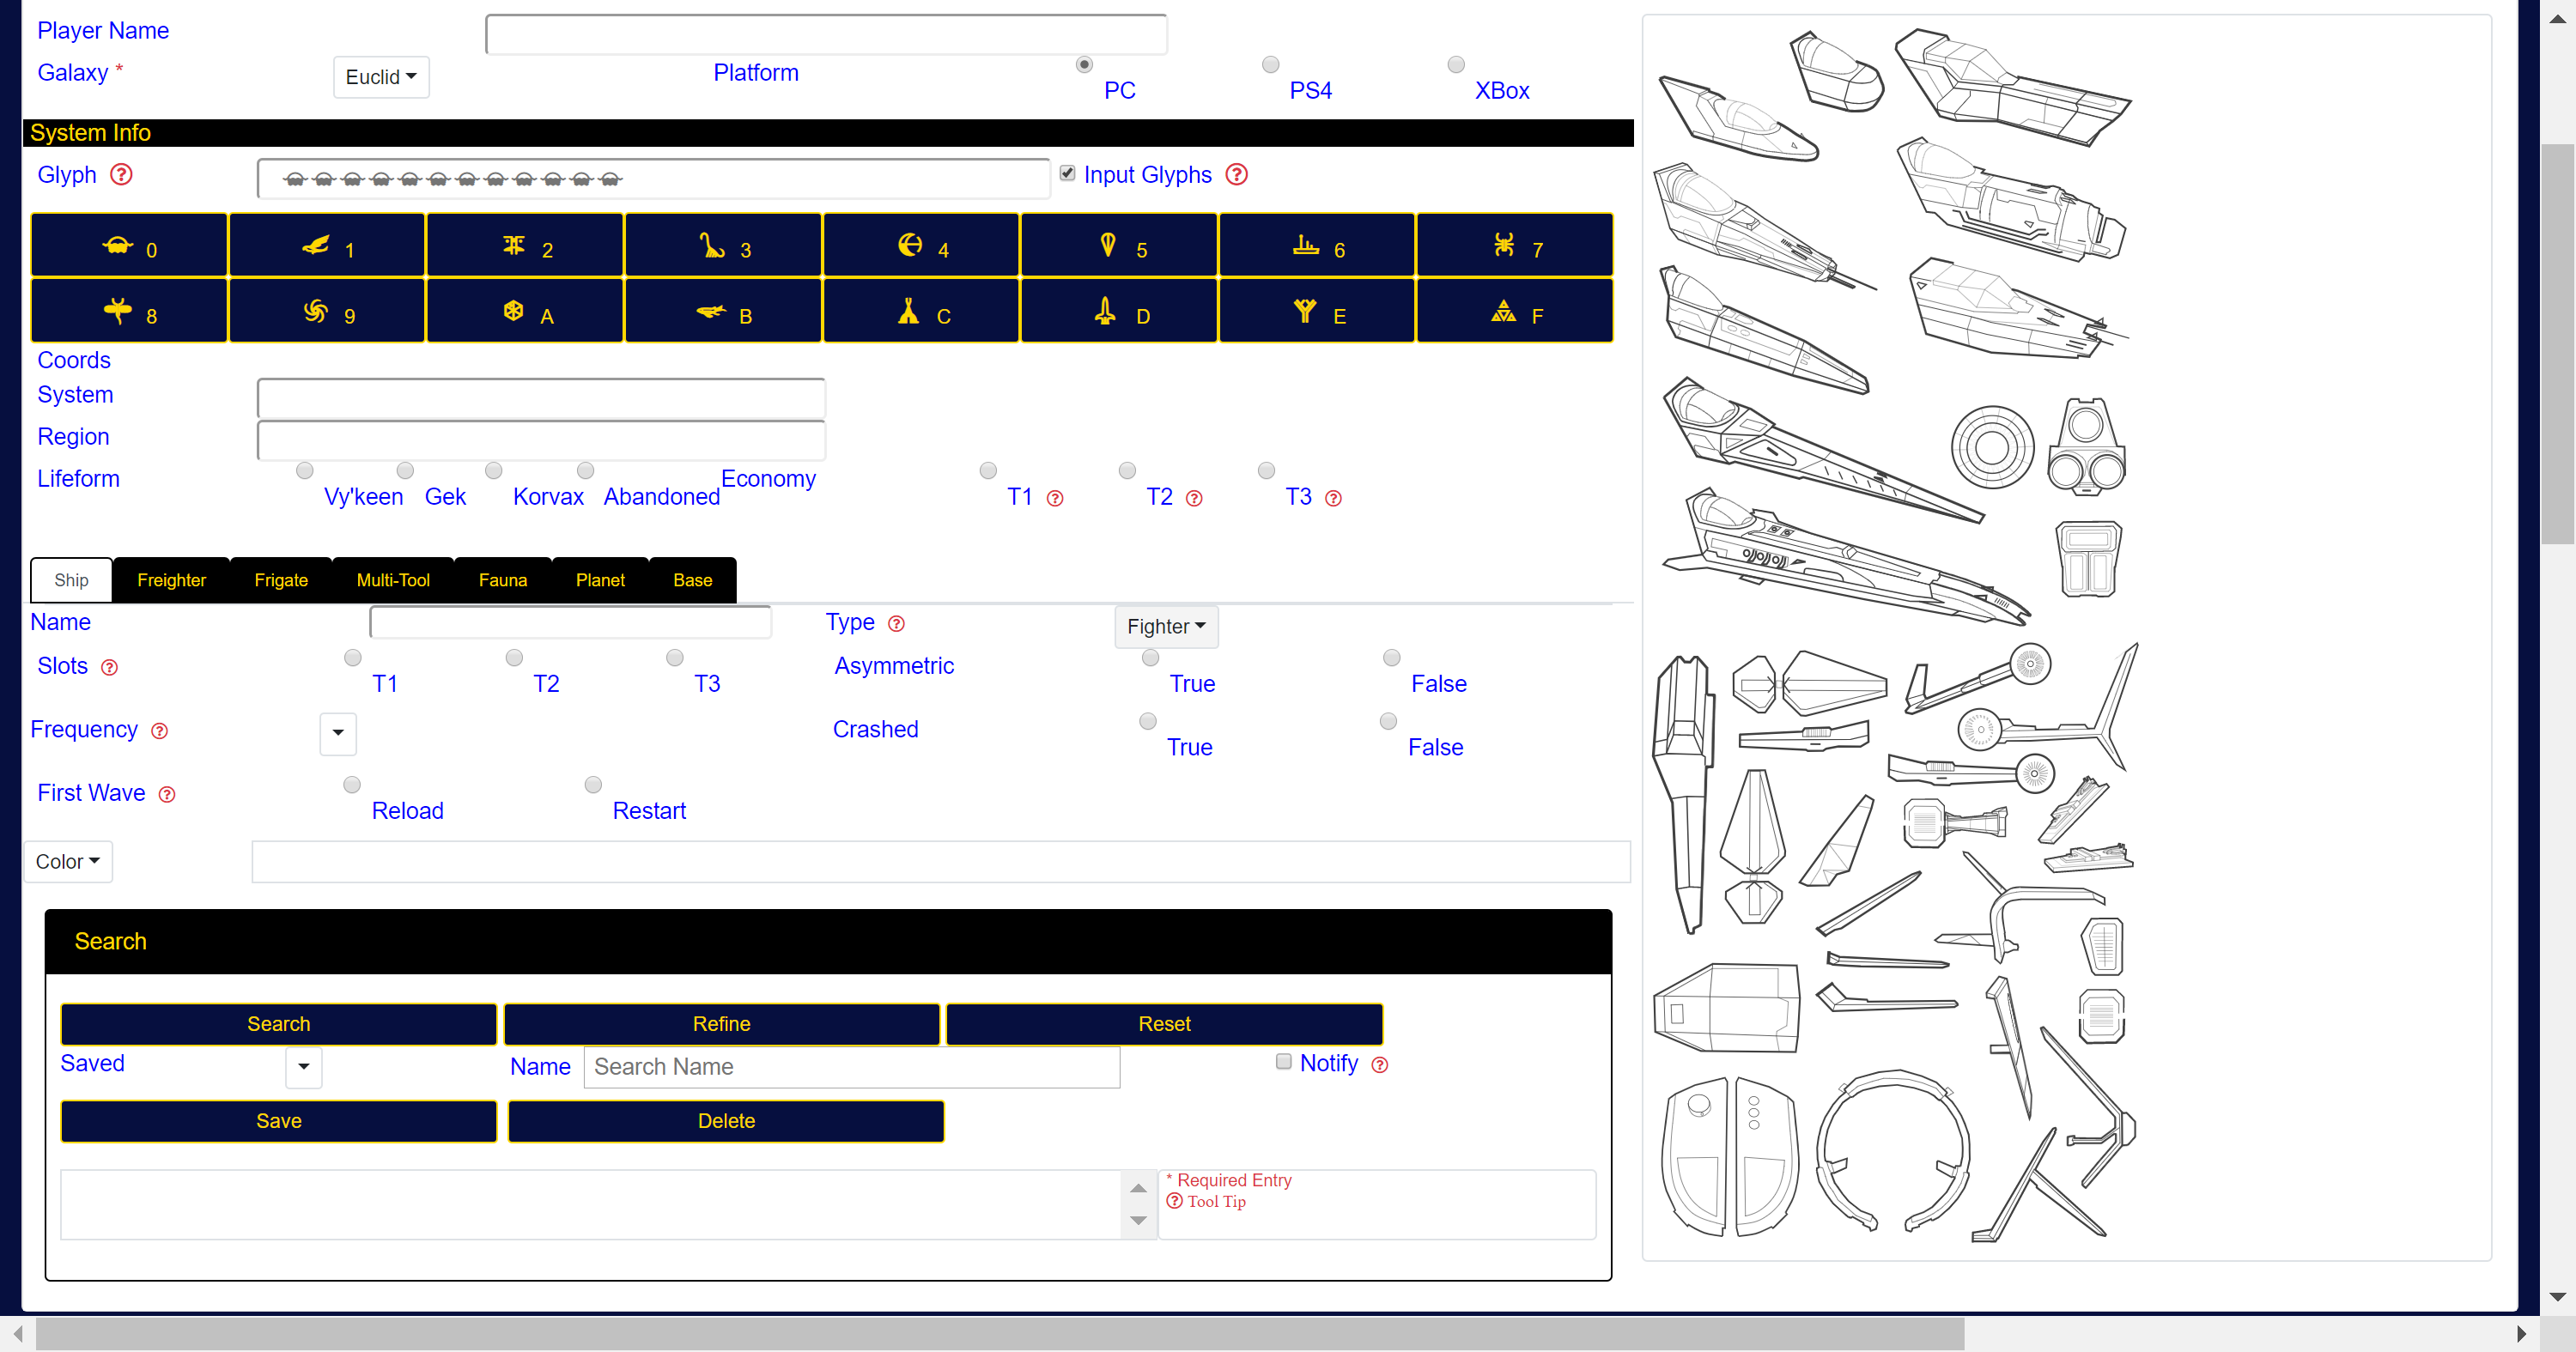 Player Name
Galaxy * Euclid Platform PC PS4 XBox
System Info
Glyph Input Glyphs
0 1 2 3 4 5 6 7
8 9 A B C D E F
Coords
System
Region
Lifeform Vy'keen Gek Korvax Abandoned Economy T1 T2 T3
Ship Freighter Frigate Multi-Tool Fauna Planet Base
Name Type Fighter
Slots T1 T2 T3 Asymmetric True False
Frequency Crashed True False
First Wave Reload Restart
Color
Search
Search Refine Reset
Saved Name Search Name Notify
Save Delete
* Required Entry
Tool Tip